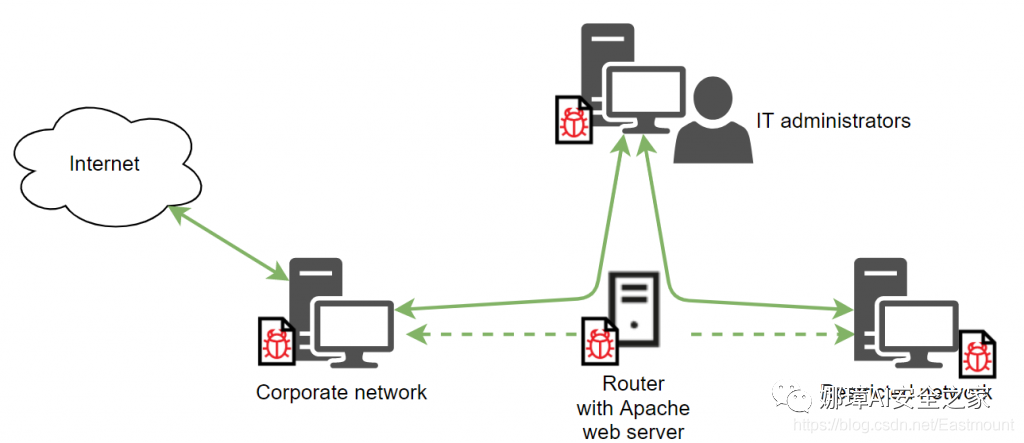 IT administrators
Internet
Corporate network
Router
with Apache
web server
Restricted network
娜璋AI安全之家
https://blog.csdn.net/Eastmount